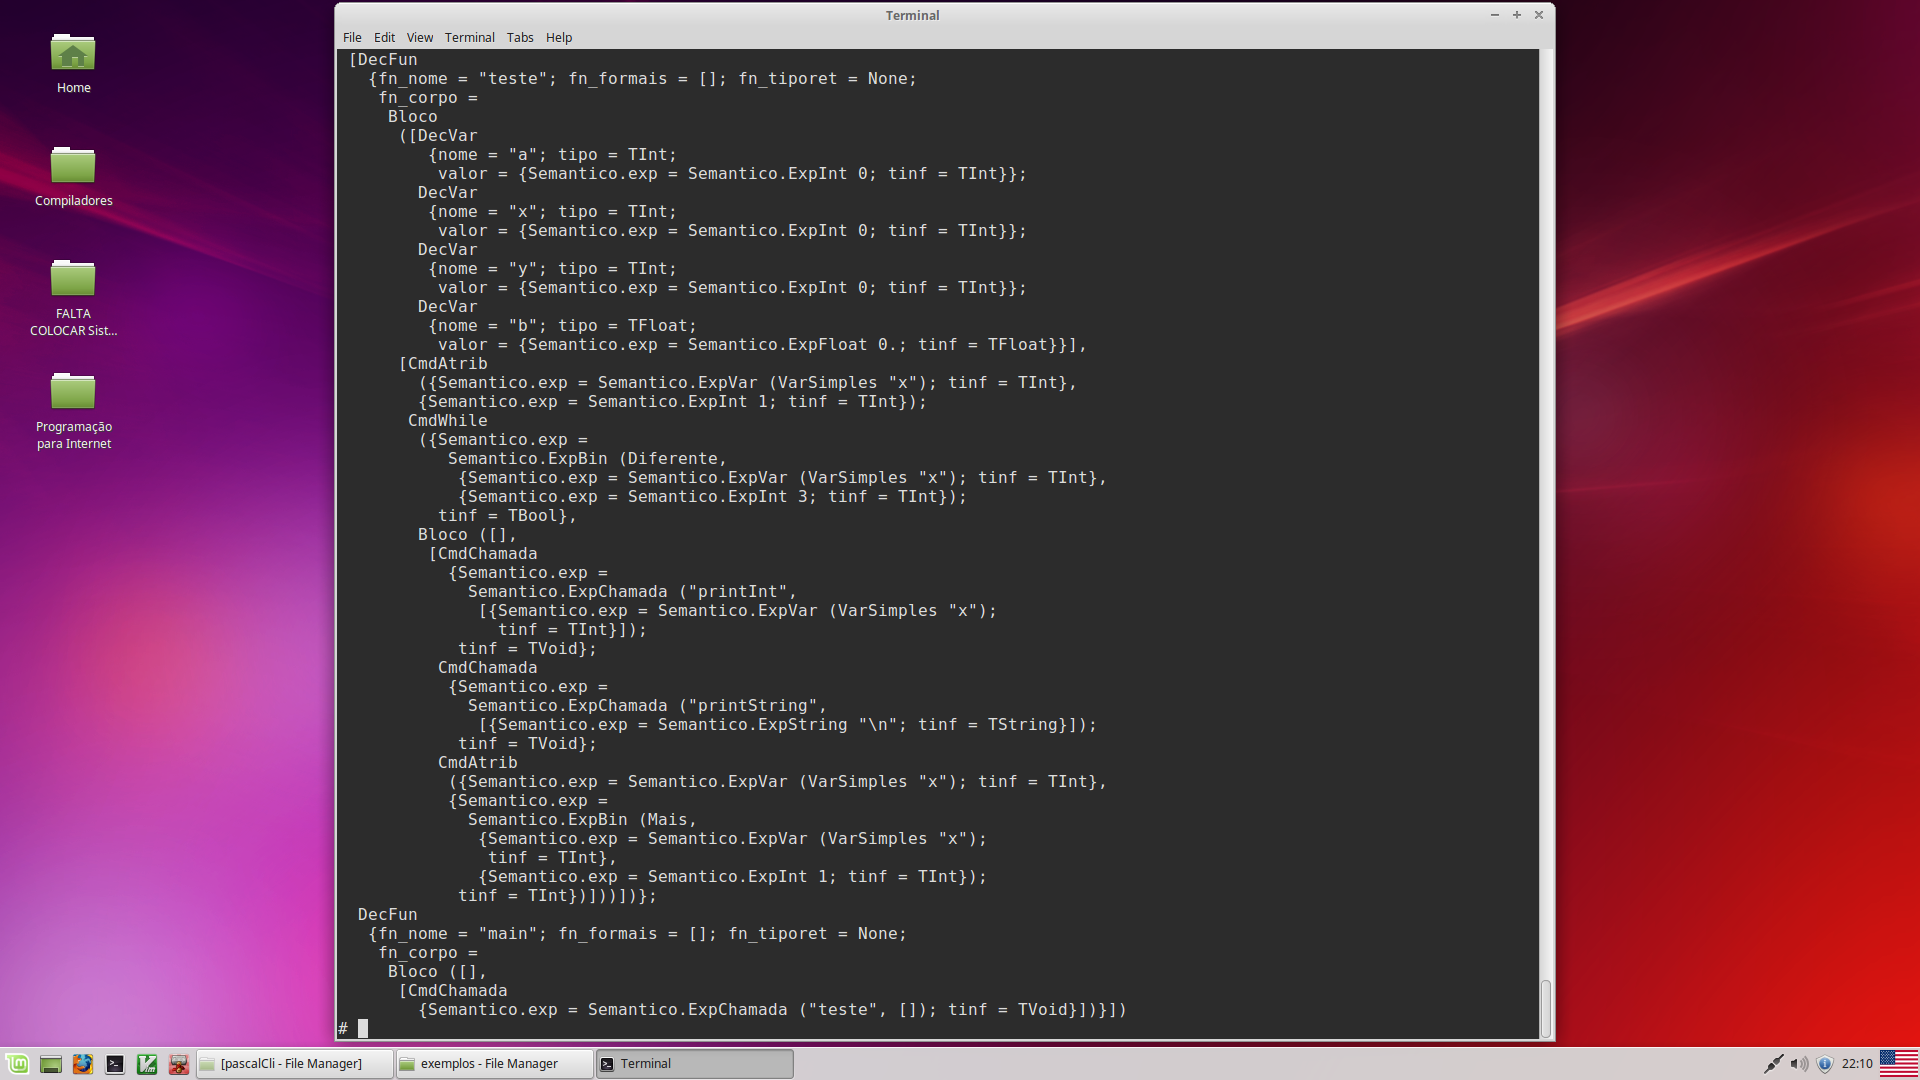 Terminal
File Edit View Terminal Tabs Help
[DecFun
{fn_nome = "teste"; fn_formais = []; fn_tiporet = None;
fn_corpo =
Bloco
([DecVar
{nome = "a"; tipo = TInt;
valor = {Semantico.exp = Semantico.ExpInt 0; tinf = TInt}};
DecVar
{nome = "x"; tipo = TInt;
valor = {Semantico.exp = Semantico.ExpInt 0; tinf = TInt}};
DecVar
{nome = "y"; tipo = TInt;
valor = {Semantico.exp = Semantico.ExpInt 0; tinf = TInt}};
DecVar
{nome = "b"; tipo = TFloat;
valor = {Semantico.exp = Semantico.ExpFloat 0.; tinf = TFloat}}],
[CmdAtrib
({Semantico.exp = Semantico.ExpVar (VarSimples "x"); tinf = TInt},
{Semantico.exp = Semantico.ExpInt 1; tinf = TInt});
CmdWhile
({Semantico.exp =
Semantico.ExpBin (Diferente,
{Semantico.exp = Semantico.ExpVar (VarSimples "x"); tinf = TInt},
{Semantico.exp = Semantico.ExpInt 3; tinf = TInt});
tinf = TBool},
Bloco ([],
[CmdChamada
{Semantico.exp =
Semantico.ExpChamada ("printInt",
[{Semantico.exp = Semantico.ExpVar (VarSimples "x");
tinf = TInt}]);
tinf = TVoid};
CmdChamada
{Semantico.exp =
Semantico.ExpChamada ("printString",
[{Semantico.exp = Semantico.ExpString "\n"; tinf = TString}]);
tinf = TVoid};
CmdAtrib
({Semantico.exp = Semantico.ExpVar (VarSimples "x"); tinf = TInt},
{Semantico.exp =
Semantico.ExpBin (Mais,
{Semantico.exp = Semantico.ExpVar (VarSimples "x");
tinf = TInt},
{Semantico.exp = Semantico.ExpInt 1; tinf = TInt});
tinf = TInt})]))])};
DecFun
{fn_nome = "main"; fn_formais = []; fn_tiporet = None;
fn_corpo =
Bloco ([],
[CmdChamada
{Semantico.exp = Semantico.ExpChamada ("teste", []); tinf = TVoid}])}])
#
Home
Compiladores
FALTA
COLOCAR Sist...
Programação
para Internet
[pascalCli - File Manager]
exemplos - File Manager
Terminal
22:10